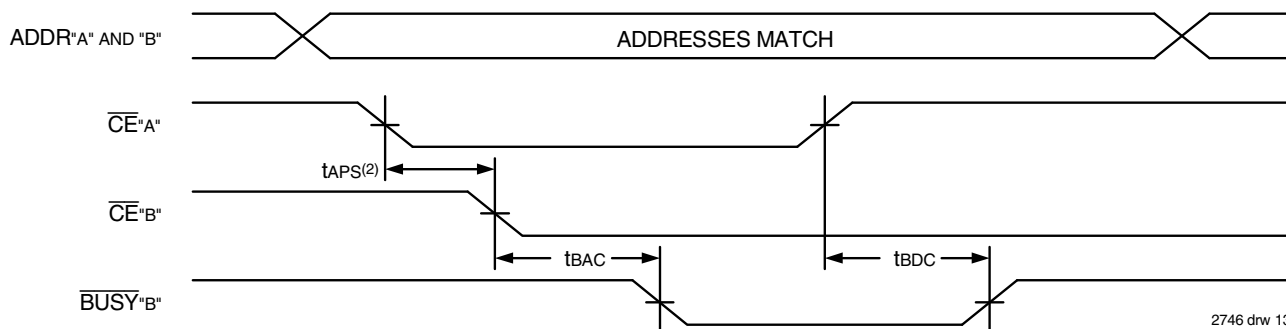 ADDR"A" AND "B"
ADDRESSES MATCH
CE"A"
tAPS(2)
CE"B"
tBAC
tBDC
BUSY"B"
2746 drw 13